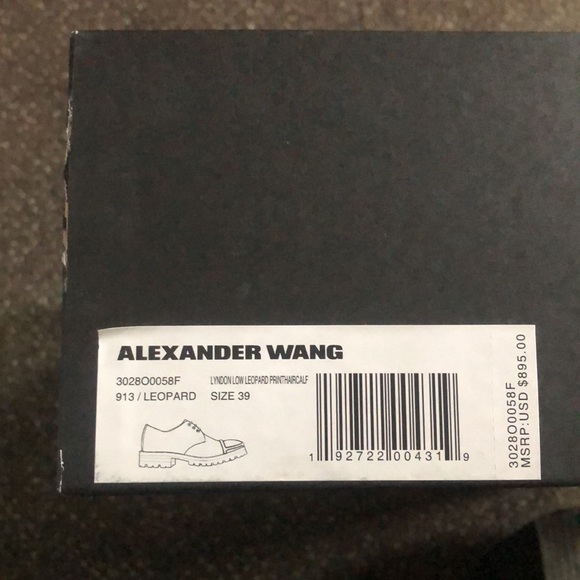 ALEXANDER WANG
3028O0058F LYNDON LOW LEOPARD PRINTHAIRCALF
913 / LEOPARD SIZE 39
1 92722 00431 9
3028O0058F
MSRP:USD $895.00